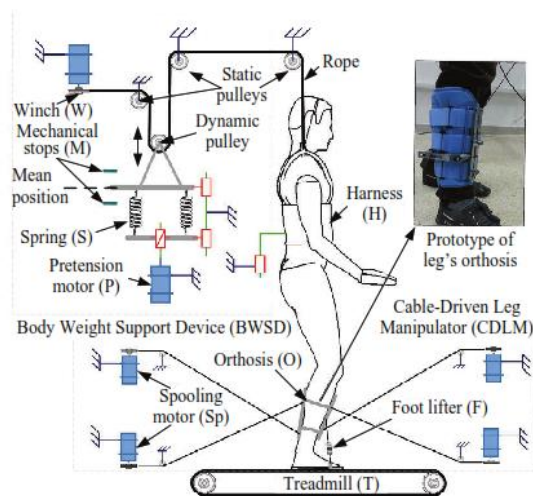 Winch (W)
Mechanical
stops (M)
Mean
position
Spring (S)
Pretension
motor (P)
Static
pulleys
Dynamic
pulley
Rope
Harness
(H)
Prototype of
leg's orthosis
Body Weight Support Device (BWSD)
Cable-Driven Leg
Manipulator (CDLM)
Orthosis (O)
Spooling
motor (Sp)
Foot lifter (F)
Treadmill (T)